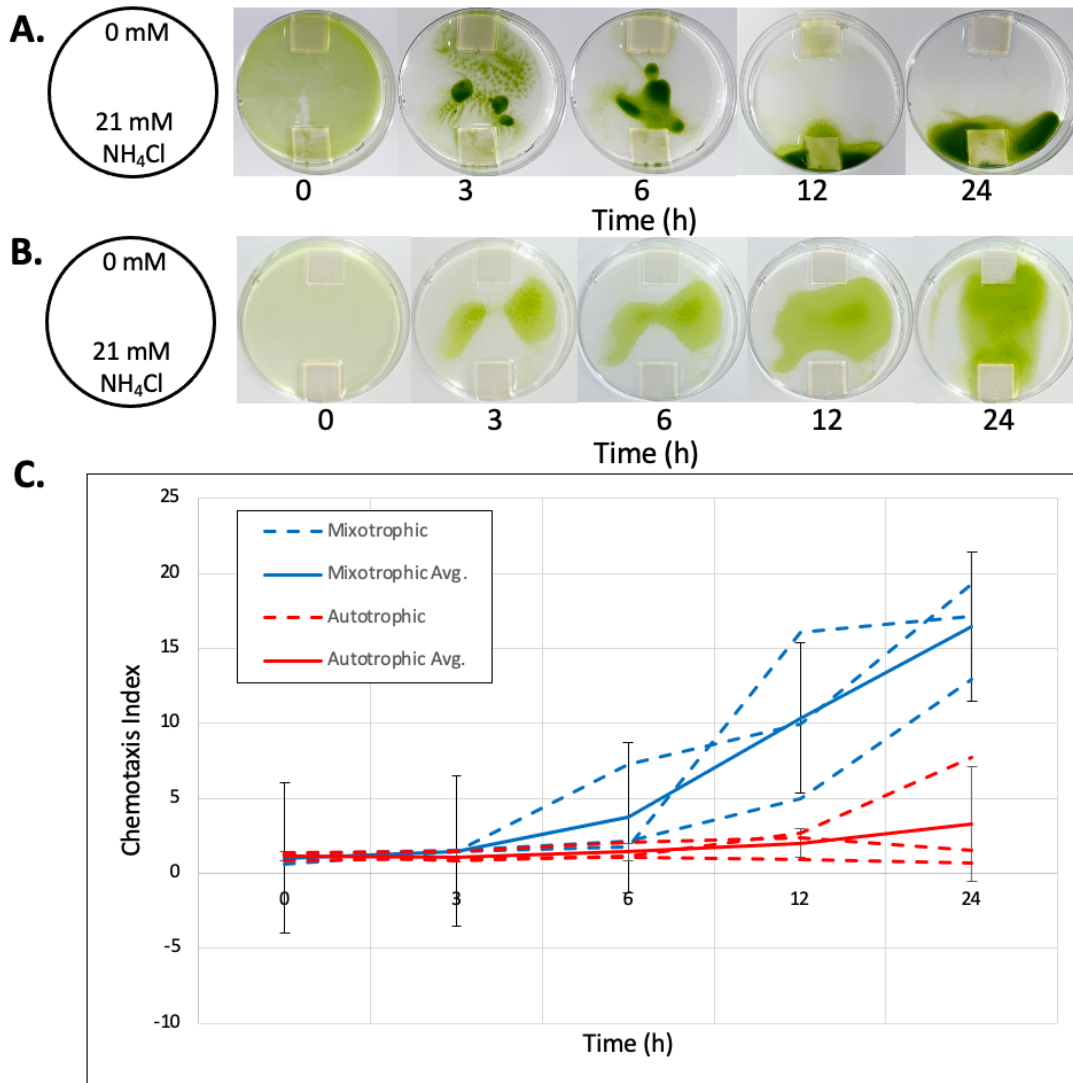 A.
0 mM
21 mM
NH₄Cl
0 3 6 12 24
Time (h)
B.
0 mM
21 mM
NH₄Cl
0 3 6 12 24
Time (h)
C.
25
20
15
10
5
0
-5
-10
Chemotaxis Index
Mixotrophic
Mixotrophic Avg.
Autotrophic
Autotrophic Avg.
0 3 6 12 24
Time (h)